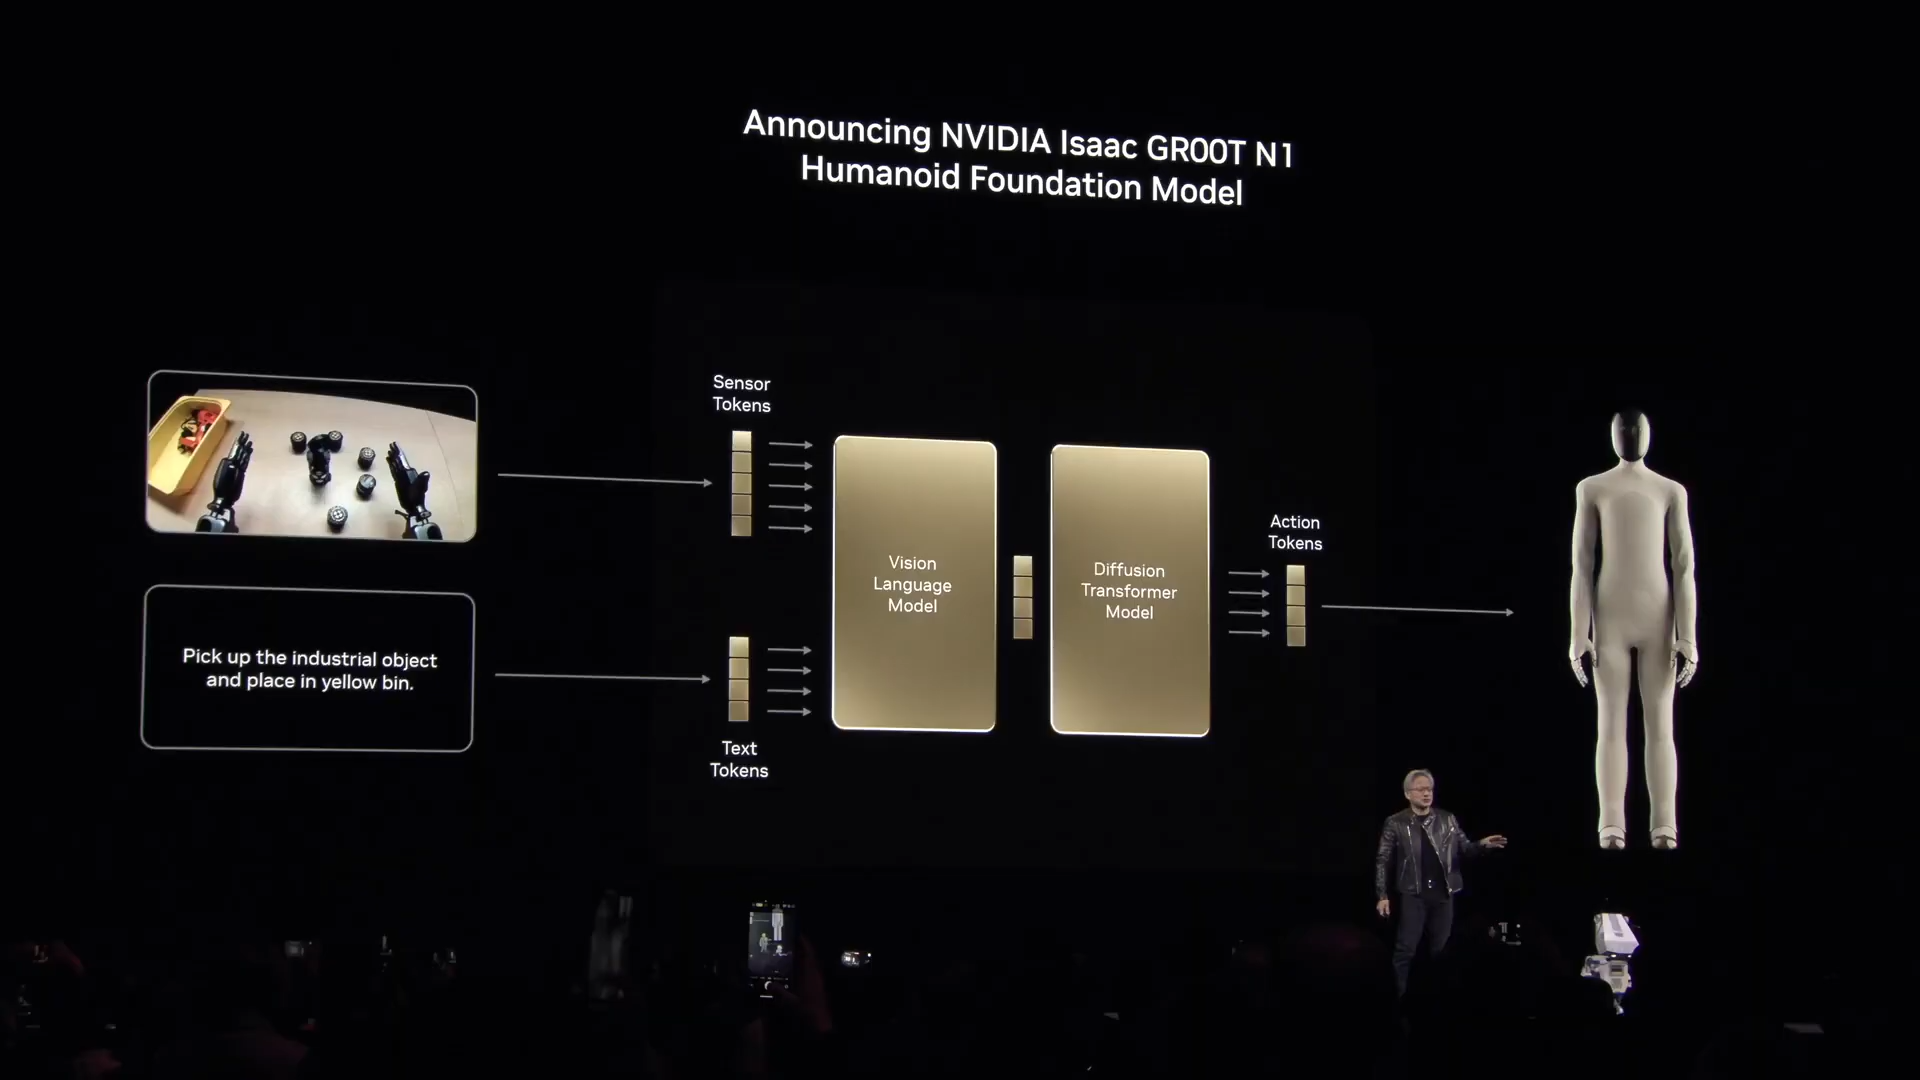 Announcing NVIDIA Isaac GR00T N1
Humanoid Foundation Model
Sensor
Tokens
Vision
Language
Model
Diffusion
Transformer
Model
Action
Tokens
Pick up the industrial object
and place in yellow bin.
Text
Tokens